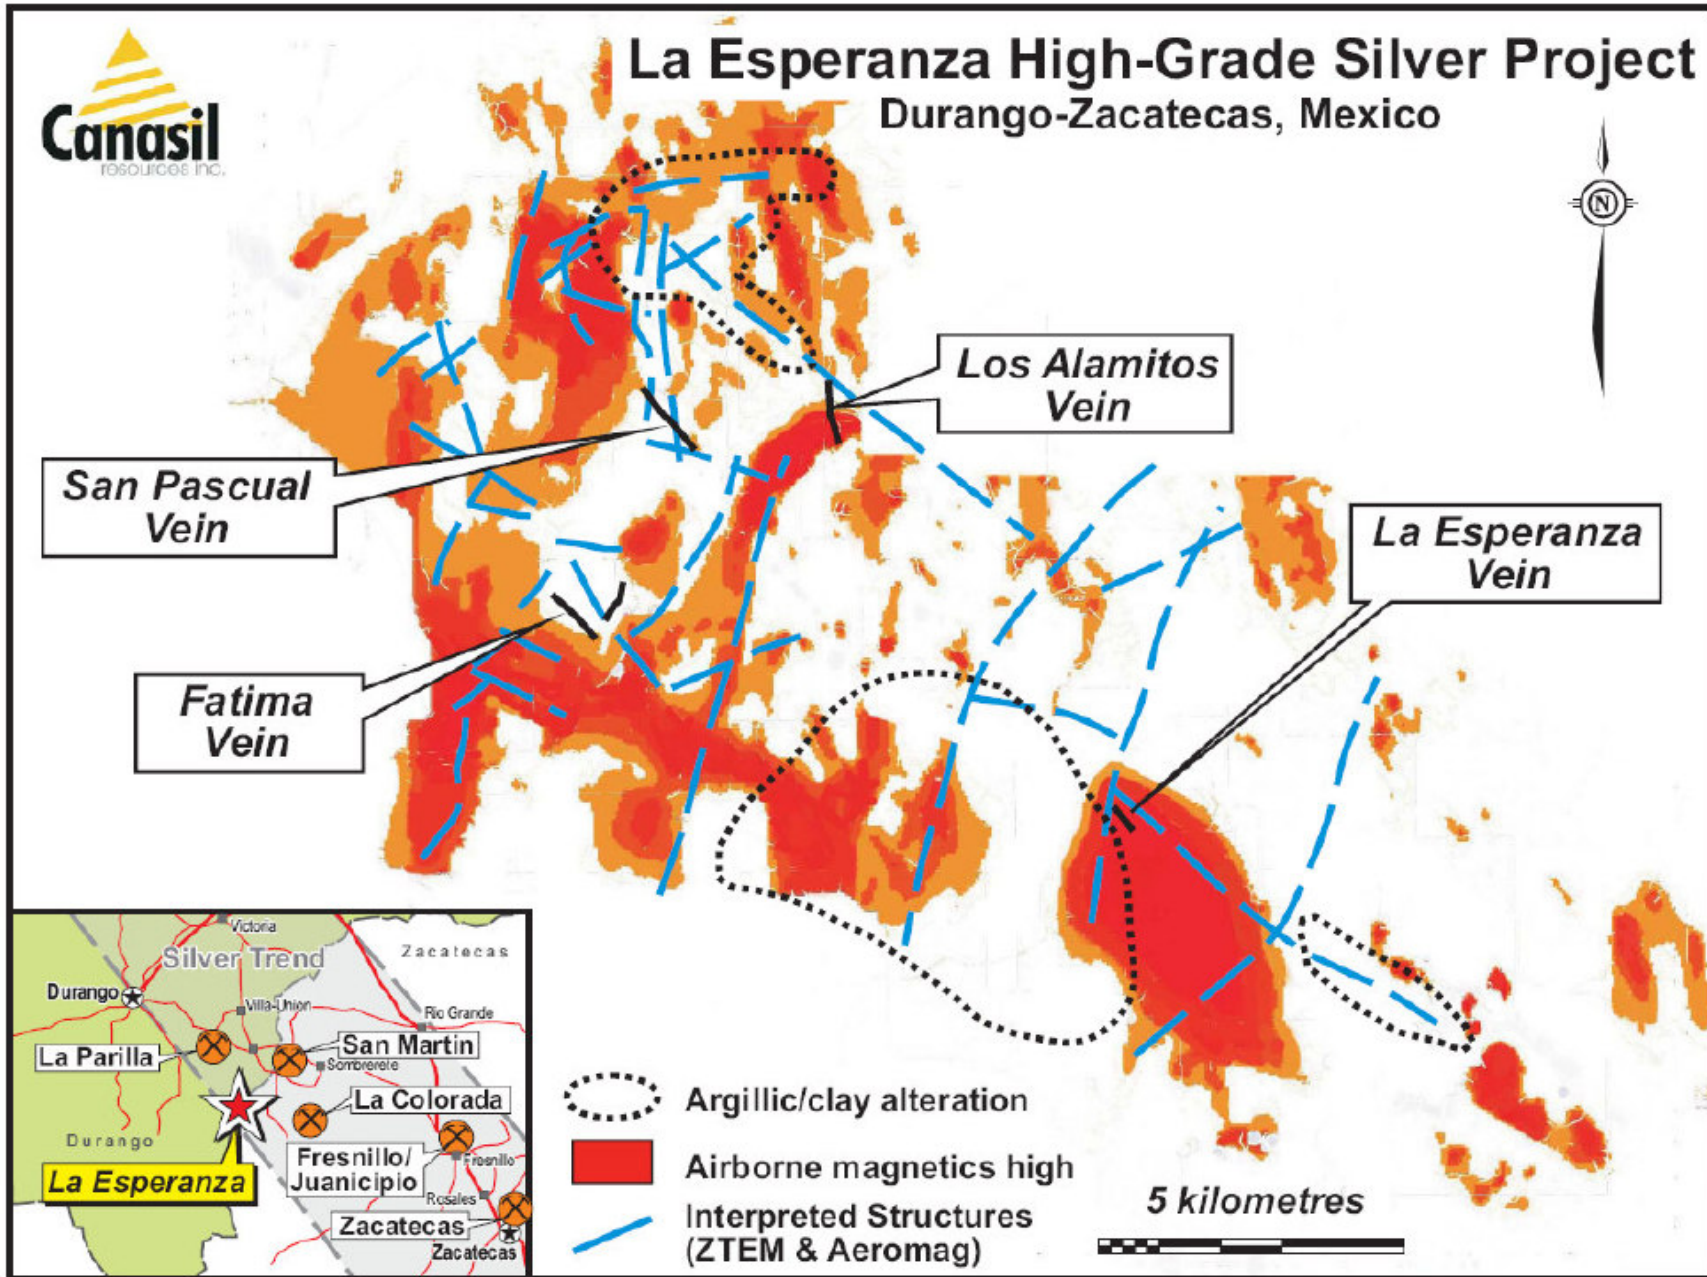 Canasil
resources inc.
La Esperanza High-Grade Silver Project
Durango-Zacatecas, Mexico
N
Los Alamitos
Vein
San Pascual
Vein
La Esperanza
Vein
Fatima
Vein
Victoria
Silver Trend
Zacatecas
Durango
Villa-Union
Rio Grande
La Parilla
San Martin
Sombrerete
La Colorada
Durango
Fresnillo/
Juanicipio
Fresnillo
La Esperanza
Rosales
Zacatecas
Zacatecas
Argillic/clay alteration
Airborne magnetics high
Interpreted Structures
(ZTEM & Aeromag)
5 kilometres